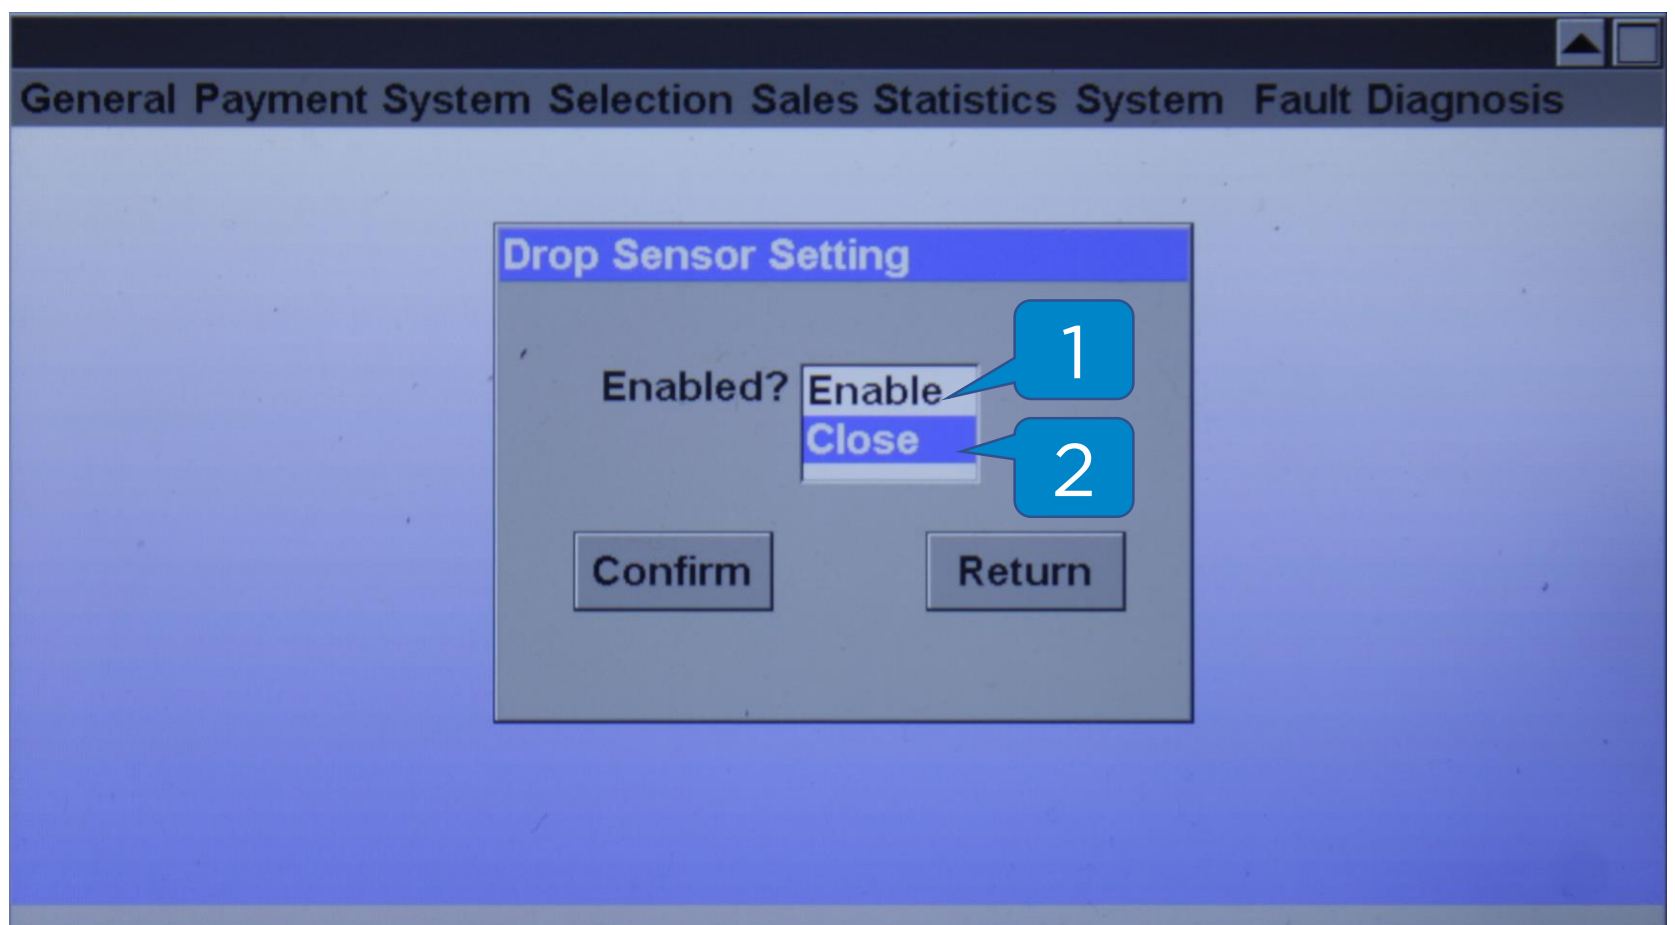 General Payment System Selection Sales Statistics System Fault Diagnosis
Drop Sensor Setting
Enabled? Enable
1
Close
2
Confirm Return